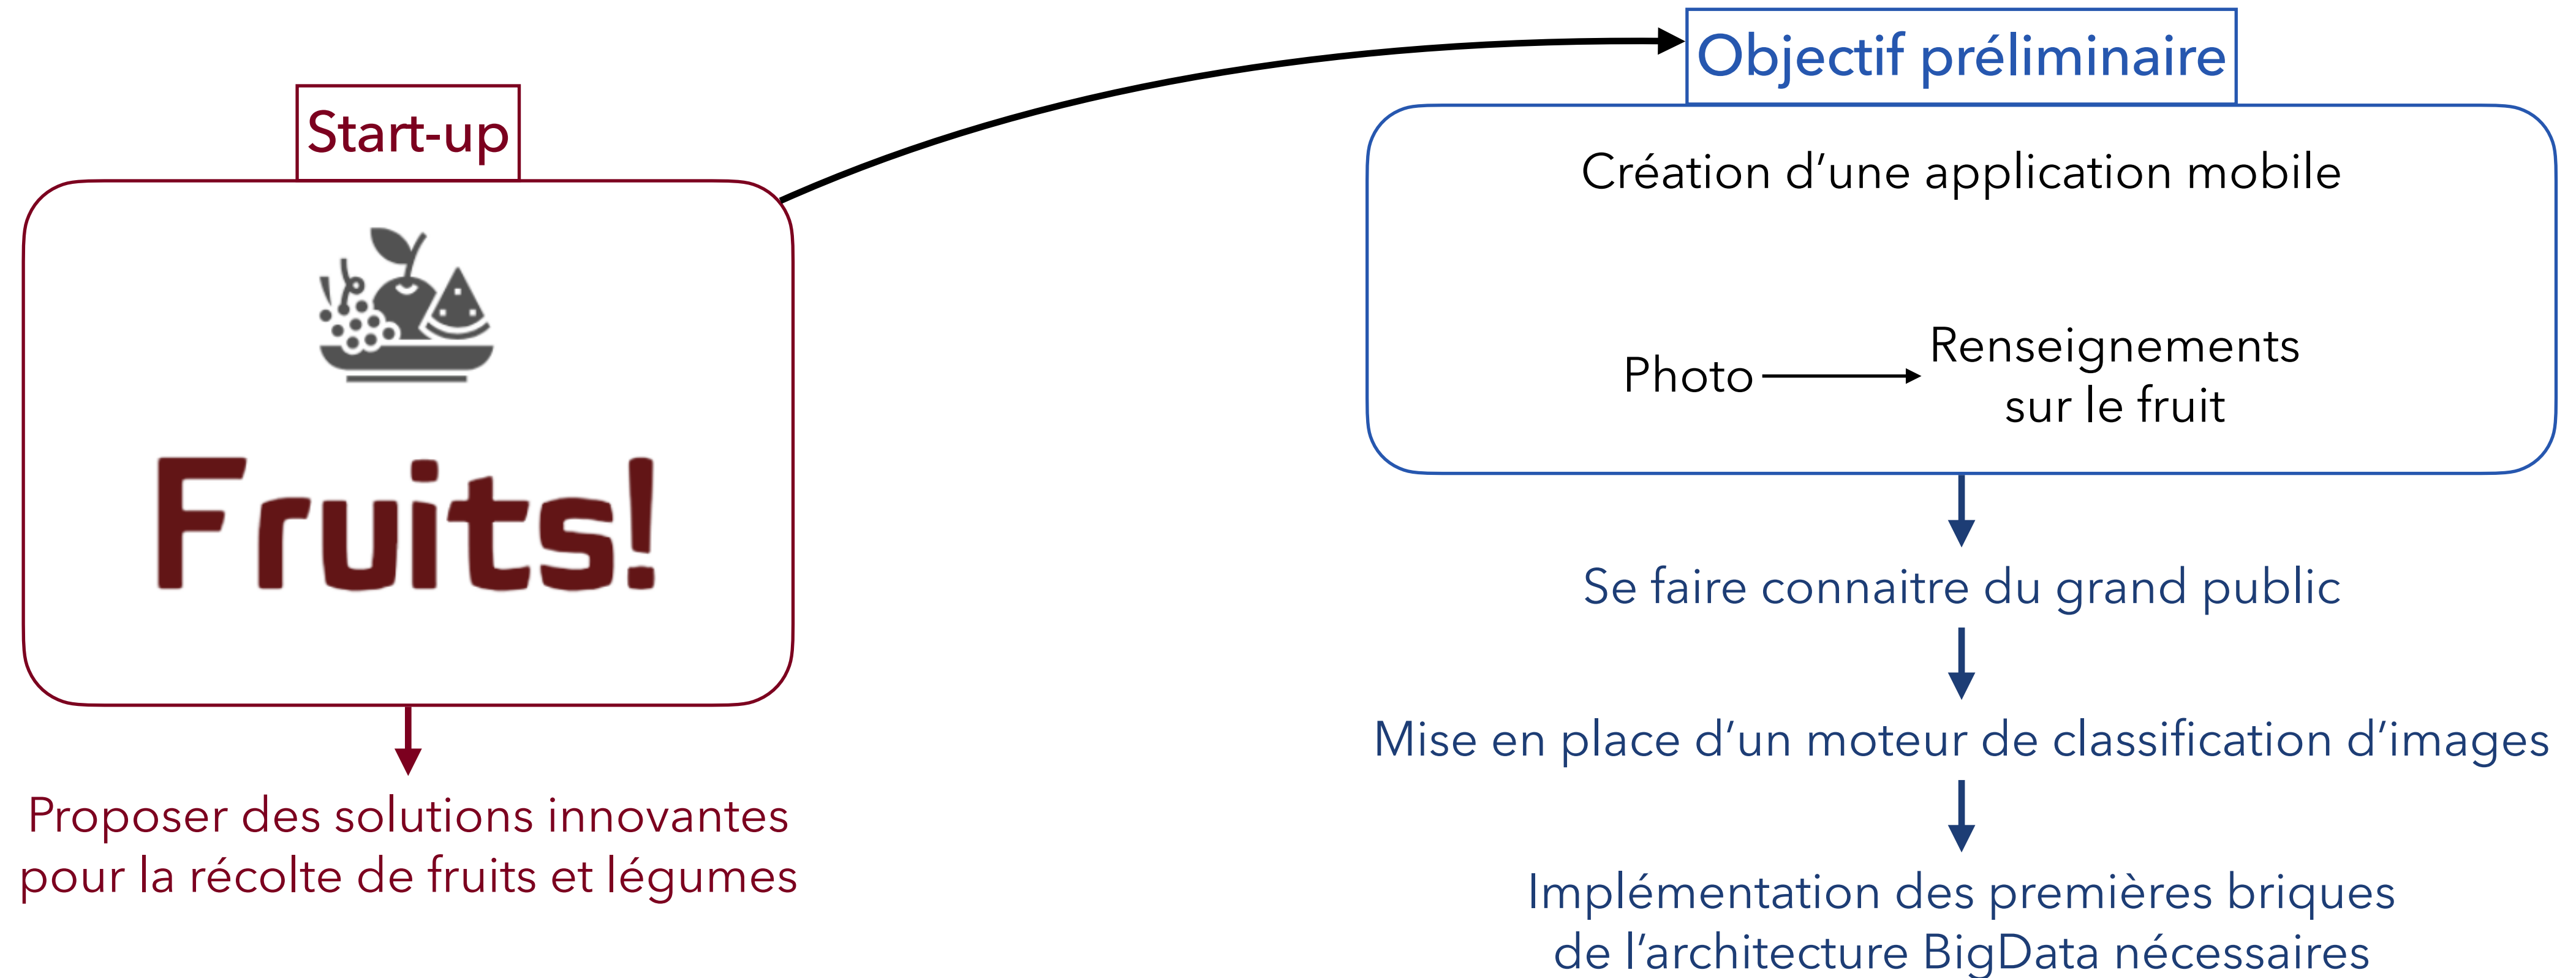 Start-up
Fruits!
Proposer des solutions innovantes
pour la récolte de fruits et légumes
Objectif préliminaire
Création d’une application mobile
Photo
Renseignements
sur le fruit
Se faire connaitre du grand public
Mise en place d’un moteur de classification d’images
Implémentation des premières briques
de l’architecture BigData nécessaires